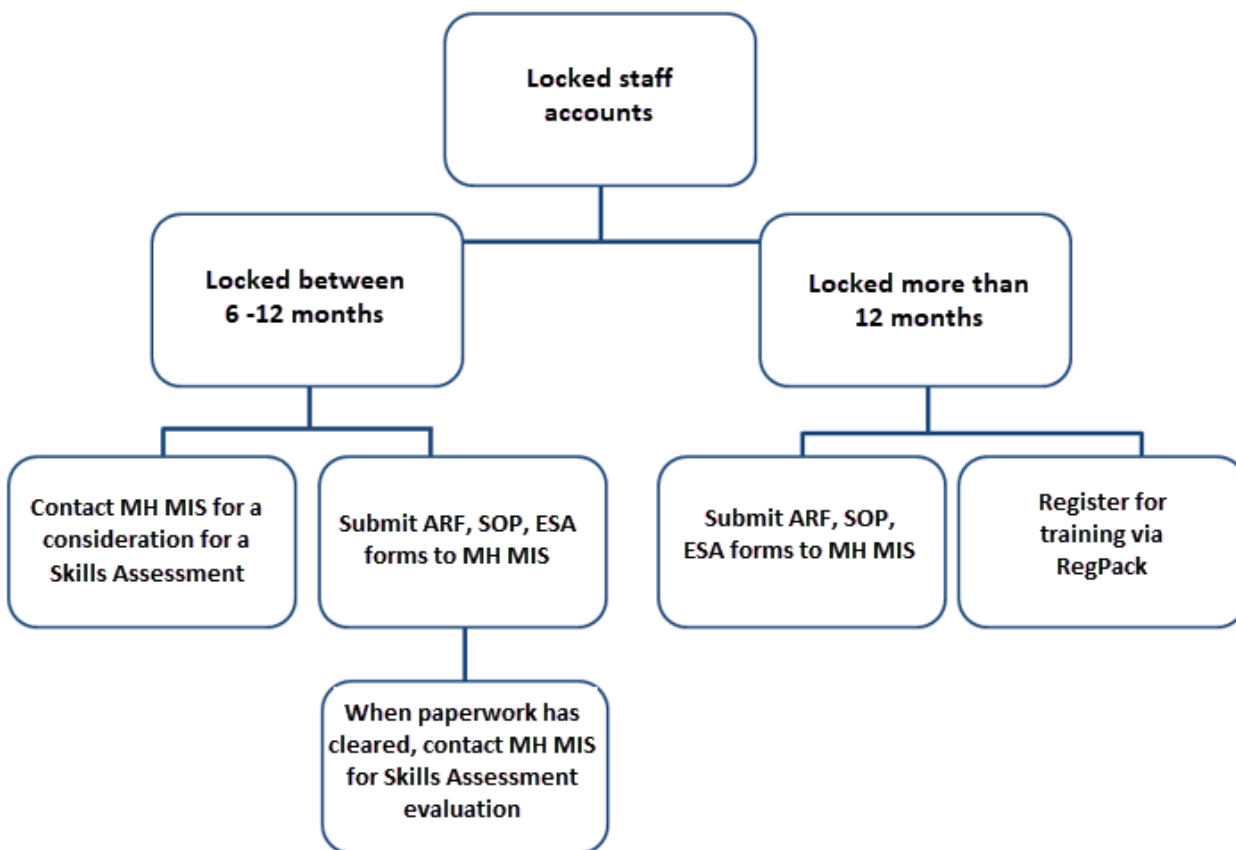 Locked staff
accounts
Locked between
6 -12 months
Locked more than
12 months
Contact MH MIS for a
consideration for a
Skills Assessment
Submit ARF, SOP, ESA
forms to MH MIS
Submit ARF, SOP,
ESA forms to MH MIS
Register for
training via
RegPack
When paperwork has
cleared, contact MH MIS
for Skills Assessment
evaluation